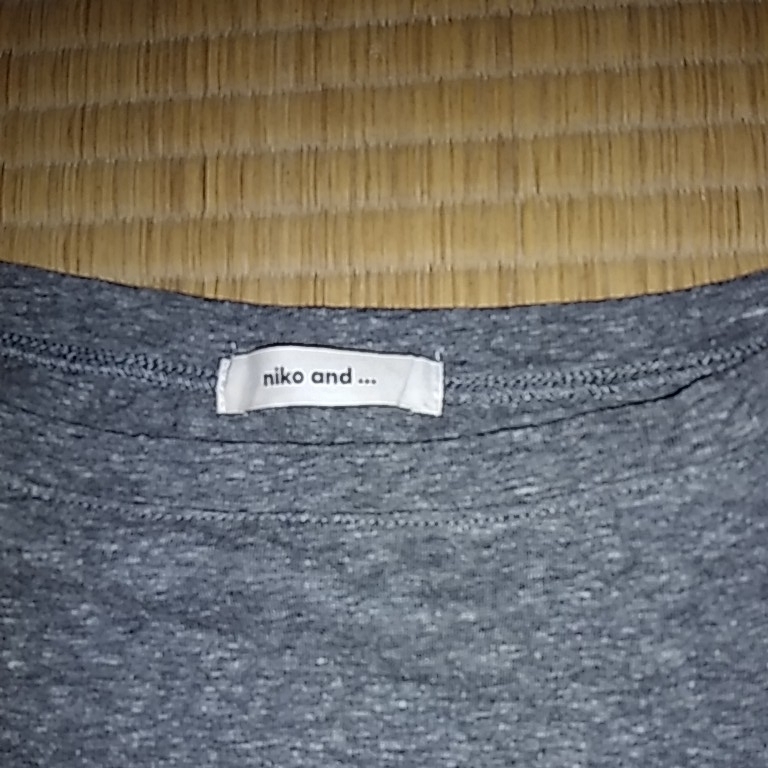 niko and ...